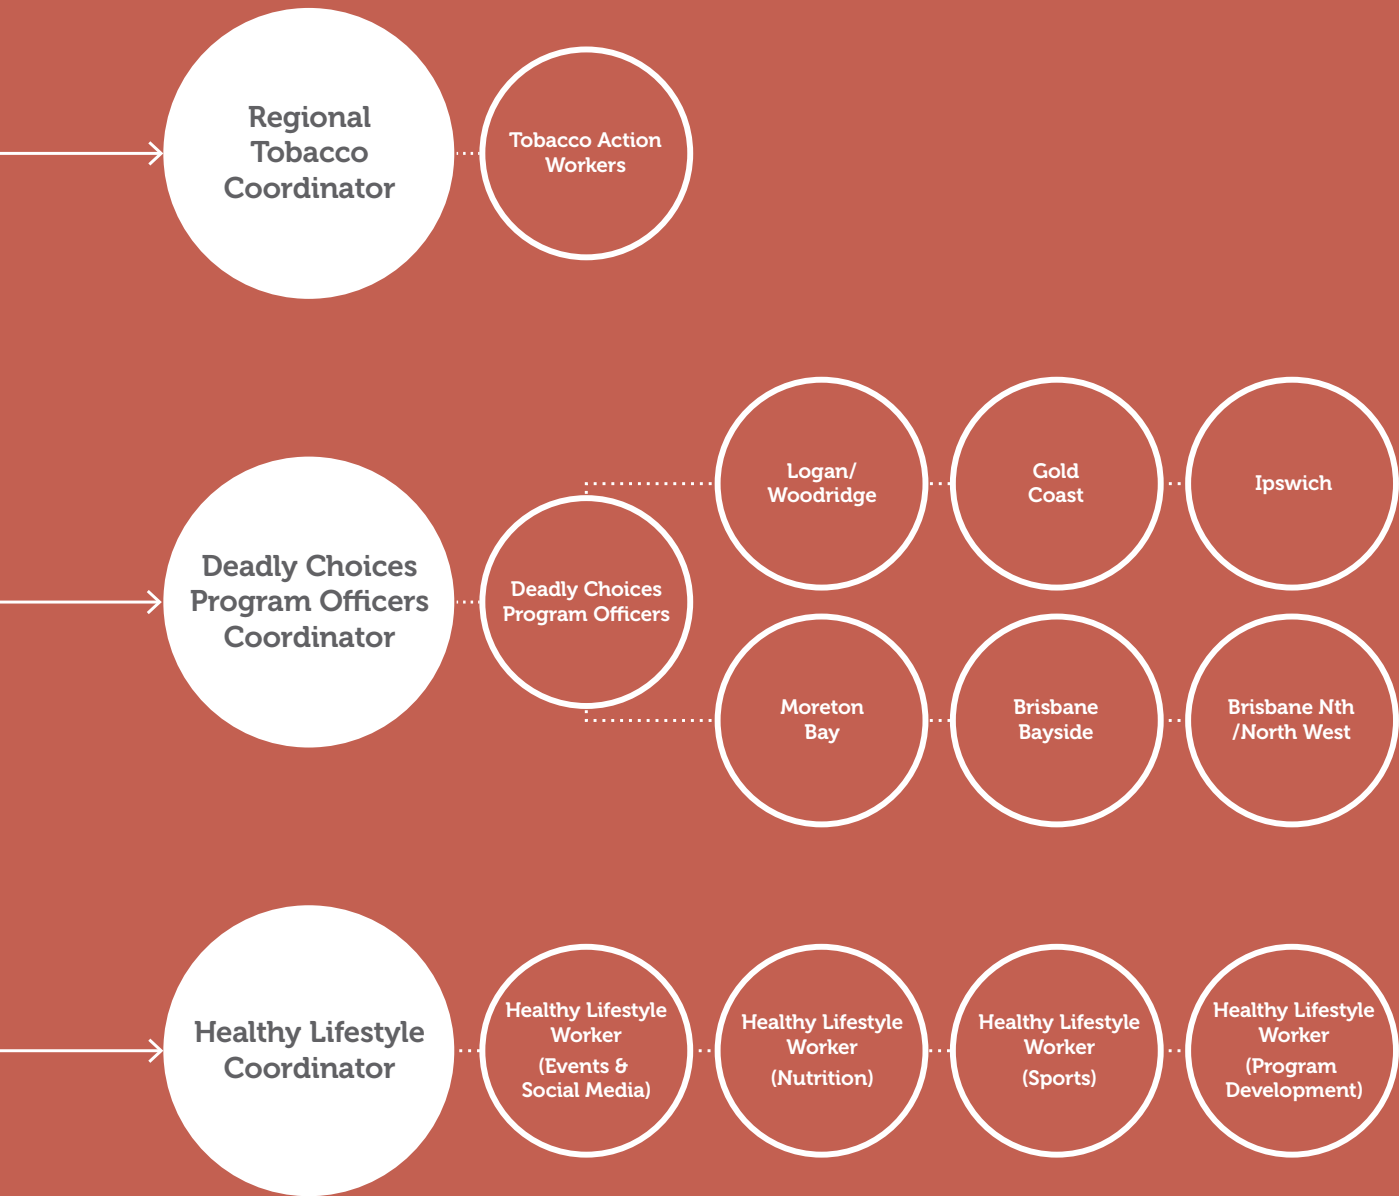 Regional
Tobacco
Coordinator
Tobacco Action
Workers
Deadly Choices
Program Officers
Coordinator
Deadly Choices
Program Officers
Logan/
Woodridge
Gold
Coast
Ipswich
Moreton
Bay
Brisbane
Bayside
Brisbane Nth
/North West
Healthy Lifestyle
Coordinator
Healthy Lifestyle
Worker
(Events &
Social Media)
Healthy Lifestyle
Worker
(Nutrition)
Healthy Lifestyle
Worker
(Sports)
Healthy Lifestyle
Worker
(Program
Development)